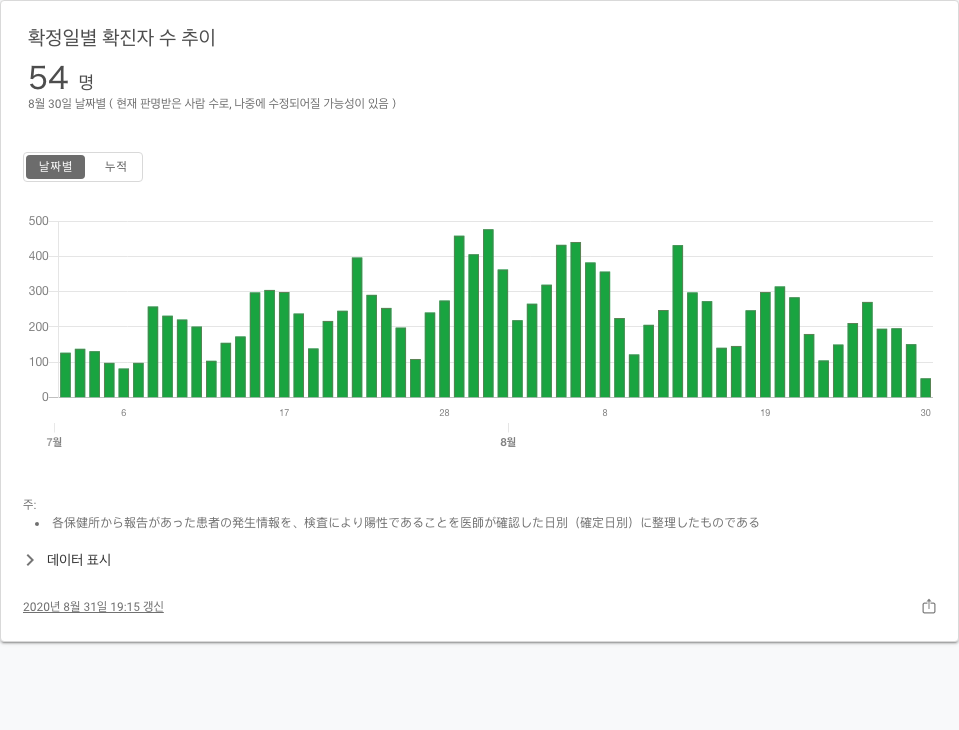 확정일별 확진자 수 추이
54 명
8월 30일 날짜별 ( 현재 판명받은 사람 수로, 나중에 수정되어질 가능성이 있음 )
날짜별 누적
500
400
300
200
100
0
6 17 28 8 19 30
7월 8월
주:
• 各保健所から報告があった患者の発生情報を、検査により陽性であることを医師が確認した日別（確定日別）に整理したものである
데이터 표시
2020년 8월 31일 19:15 갱신